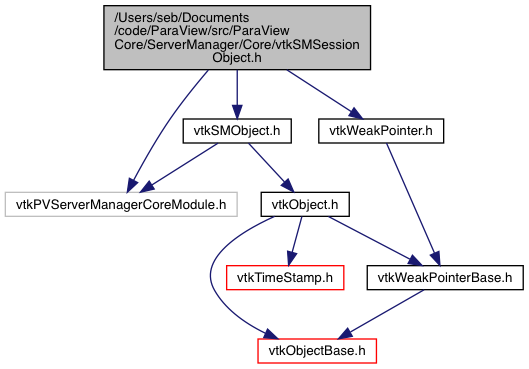 /Users/seb/Documents
/code/ParaView/src/ParaView
Core/ServerManager/Core/vtkSMSession
Object.h
vtkSMObject.h
vtkWeakPointer.h
vtkPVServerManagerCoreModule.h
vtkObject.h
vtkTimeStamp.h
vtkWeakPointerBase.h
vtkObjectBase.h